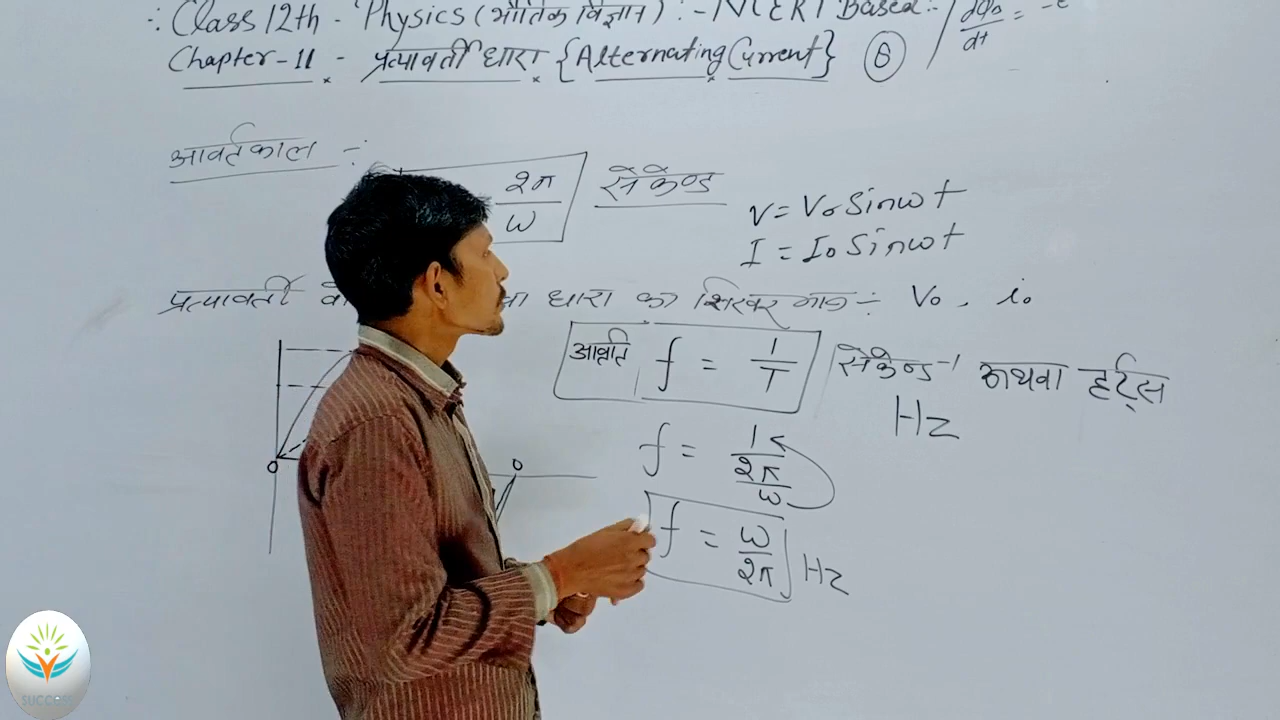 ∴ Class 12th - Physics (भौतिक विज्ञान) :- NCERT Based :-
dφ / dt = -e
Chapter-11 - प्रत्यावर्ती धारा {Alternating Current} 6
आवर्तकाल :-
2π / ω सेकेण्ड
V = V₀ Sinωt
I = I₀ Sinωt
प्रत्यावर्ती धारा का शिखर मान ÷ V₀ , i₀
आवृति f = 1 / T सेकेण्ड⁻¹ अथवा हर्ट्स
Hz
f = 1 / 2π / ω
f = ω / 2π Hz
O O
SUCCESS